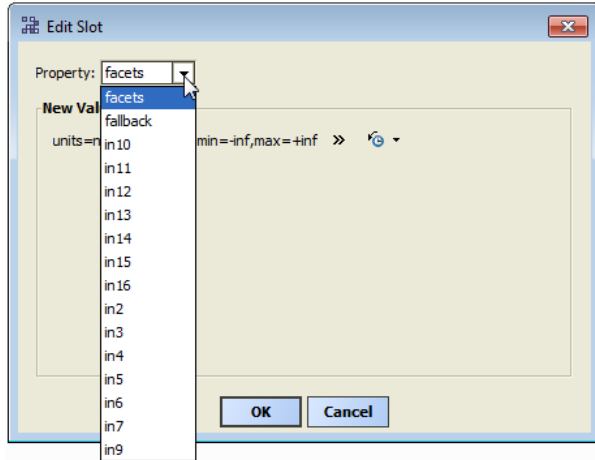 Edit Slot
Property: facets
facets
New Val
fallback
units=n min=-inf,max=+inf »
in10
in11
in12
in13
in14
in15
in16
in2
in3
in4
in5
in6
OK Cancel
in7
in9